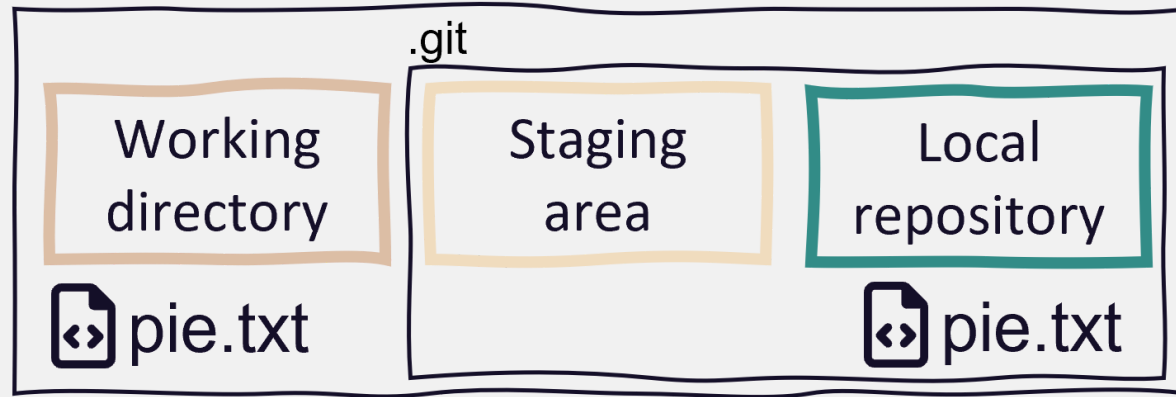 .git
Working
directory
Staging
area
Local
repository
pie.txt
pie.txt